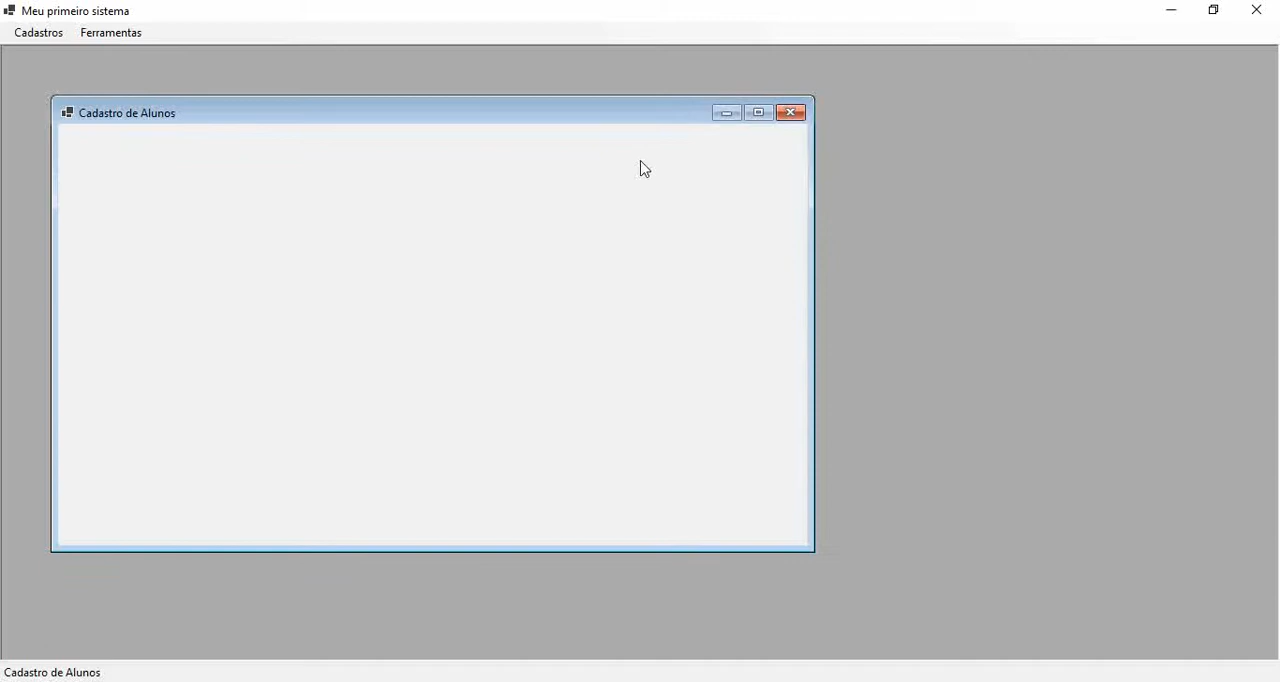 Meu primeiro sistema
Cadastros Ferramentas
Cadastro de Alunos
Cadastro de Alunos